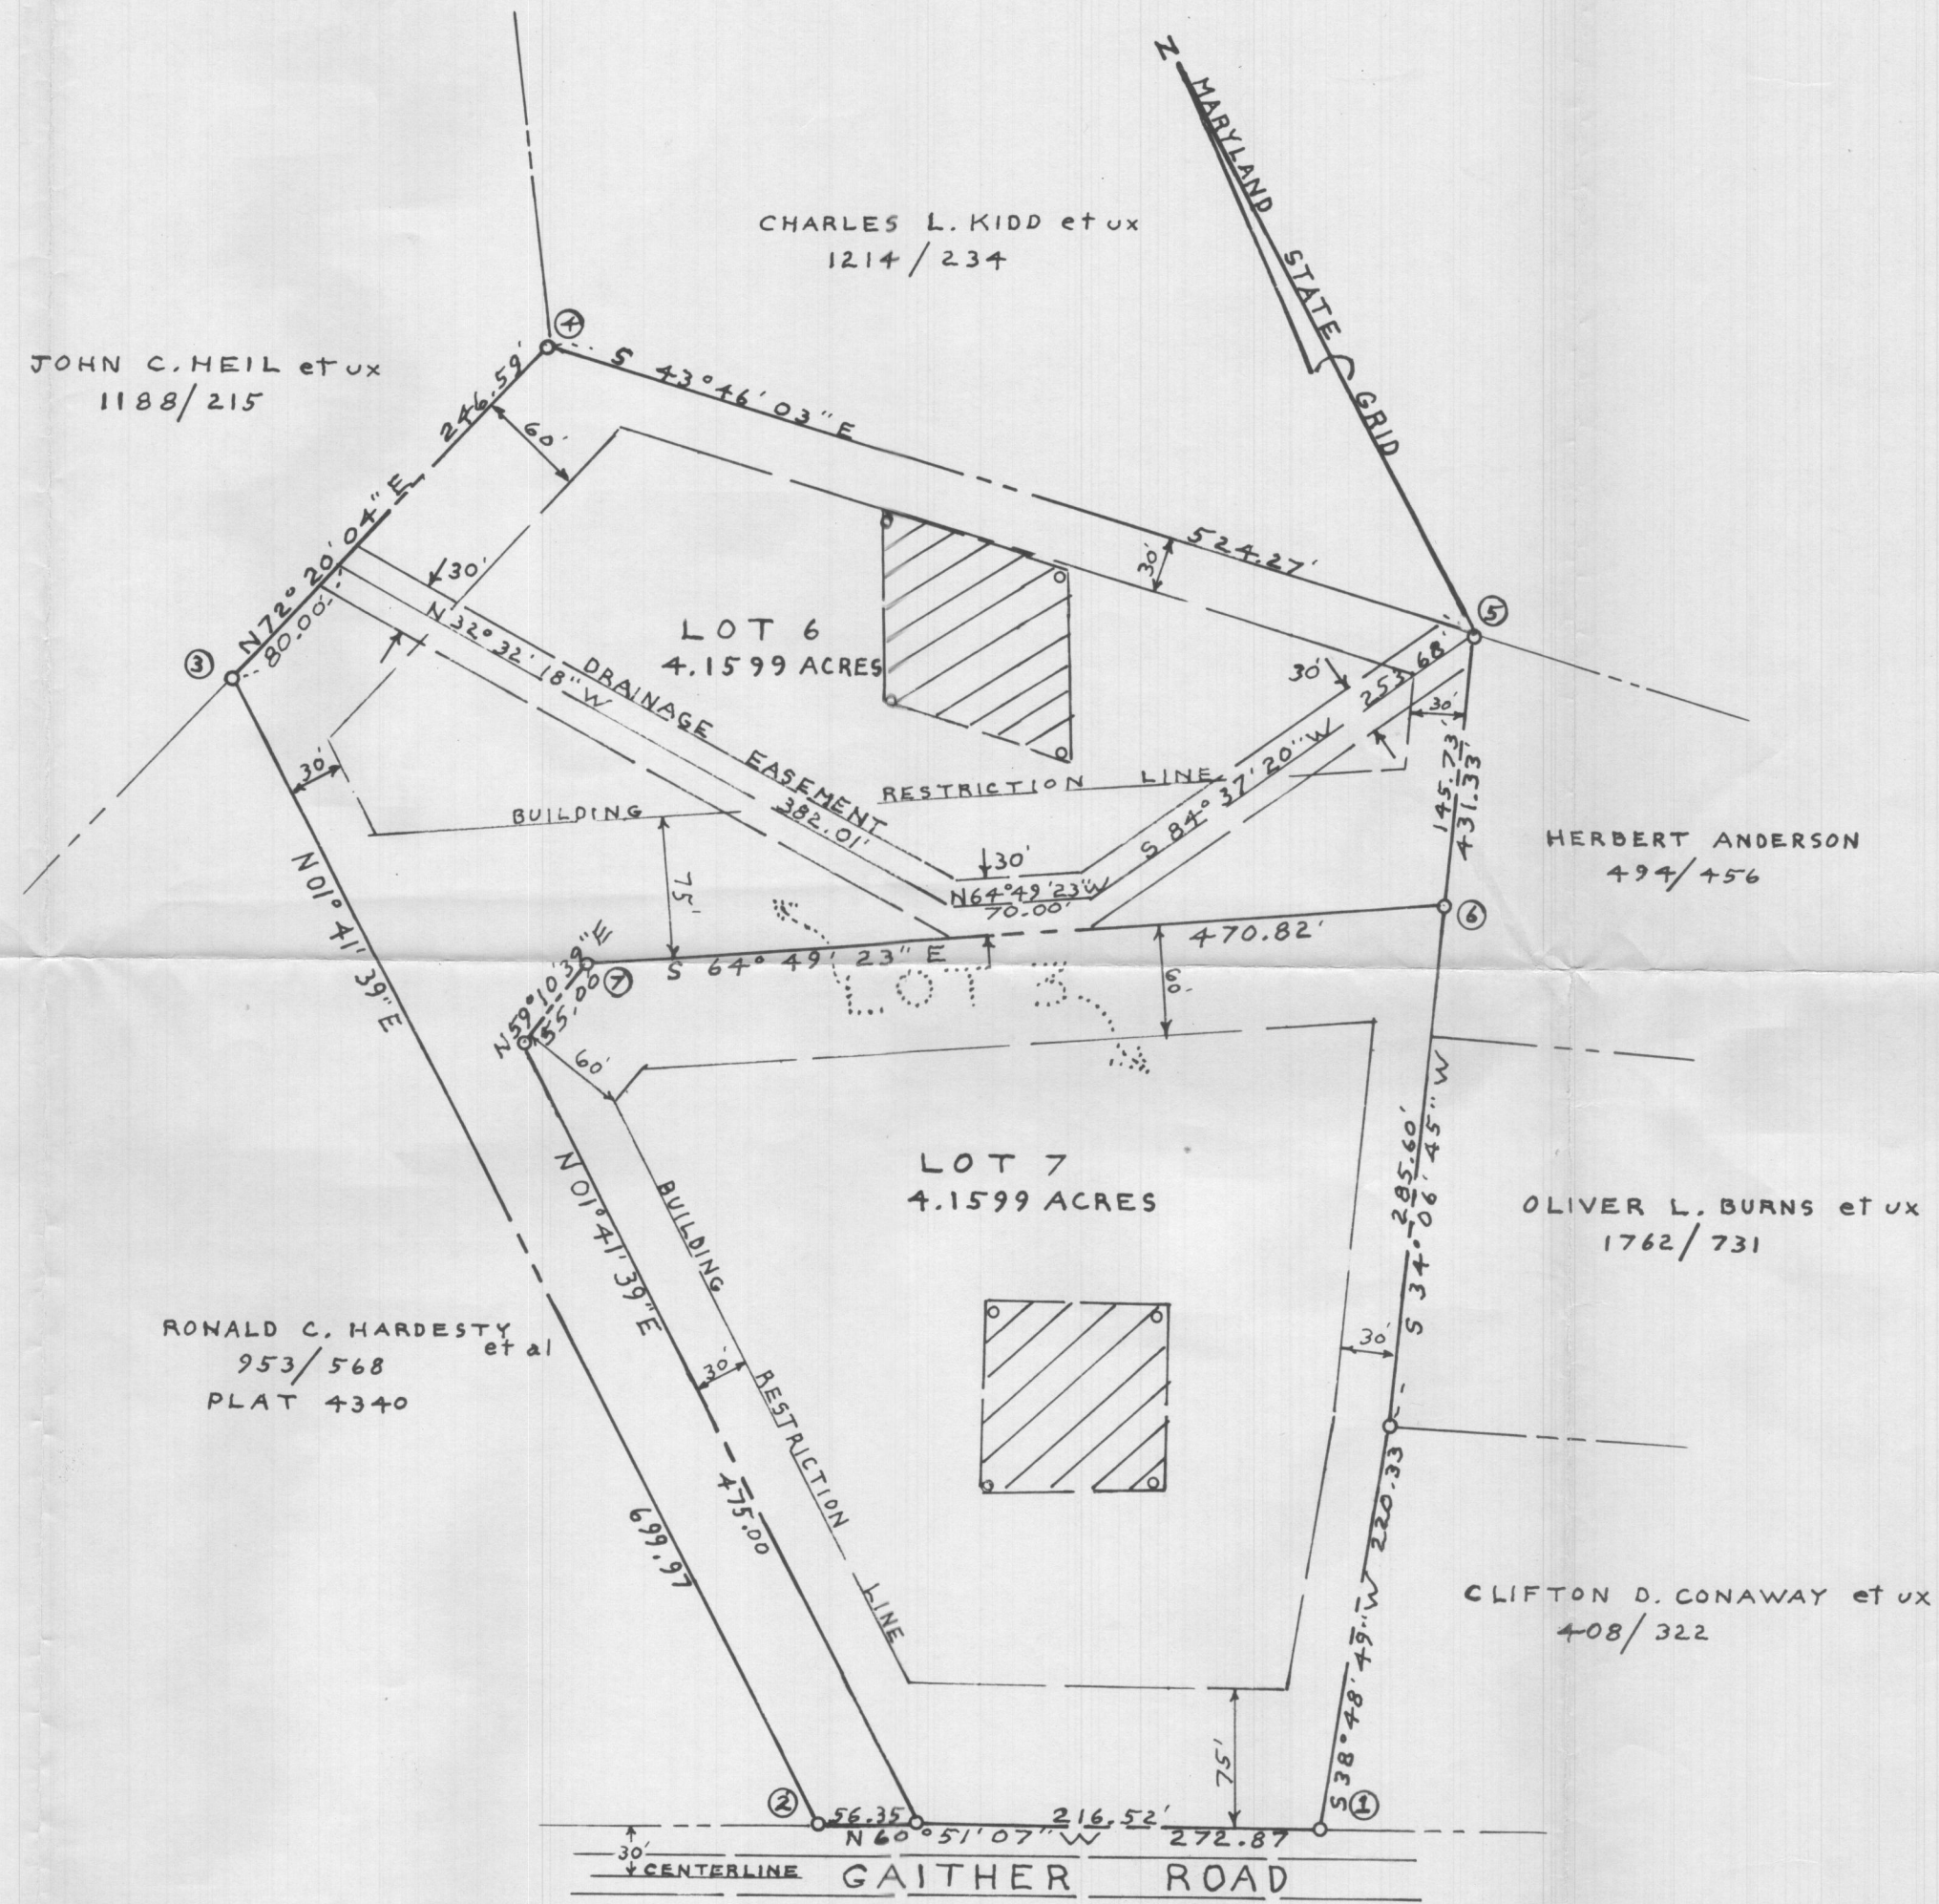 N
MARYLAND STATE GRID
CHARLES L. KIDD et ux
1214/234
4
JOHN C. HEIL et ux
1188/215
S 43°46'03"E
524.27'
246.59'
60'
N72°20'04"E
80.00'
3
30'
5
30'
LOT 6
4.1599 ACRES
N 32°32'18"W
382.01'
DRAINAGE EASEMENT
30'
253.68'
S 84°37'20"W
30'
145.73'
431.33'
30'
BUILDING RESTRICTION LINE
HERBERT ANDERSON
494/456
75'
30'
N64°49'23"W
70.00'
6
470.82'
S 64°49'23"E
7
N59°10'39"E
55.00
LOT 3
60'
60'
N01°41'39"E
699.97
N01°41'39"E
475.00
30'
BUILDING RESTRICTION LINE
LOT 7
4.1599 ACRES
285.60'
S 34°06'45"W
30'
OLIVER L. BURNS et ux
1762/731
RONALD C. HARDESTY et al
953/568
PLAT 4340
220.33
S38°48'49"W
CLIFTON D. CONAWAY et ux
408/322
75'
2
56.35
216.52'
1
N60°51'07"W
272.87
30'
CENTERLINE
GAITHER ROAD